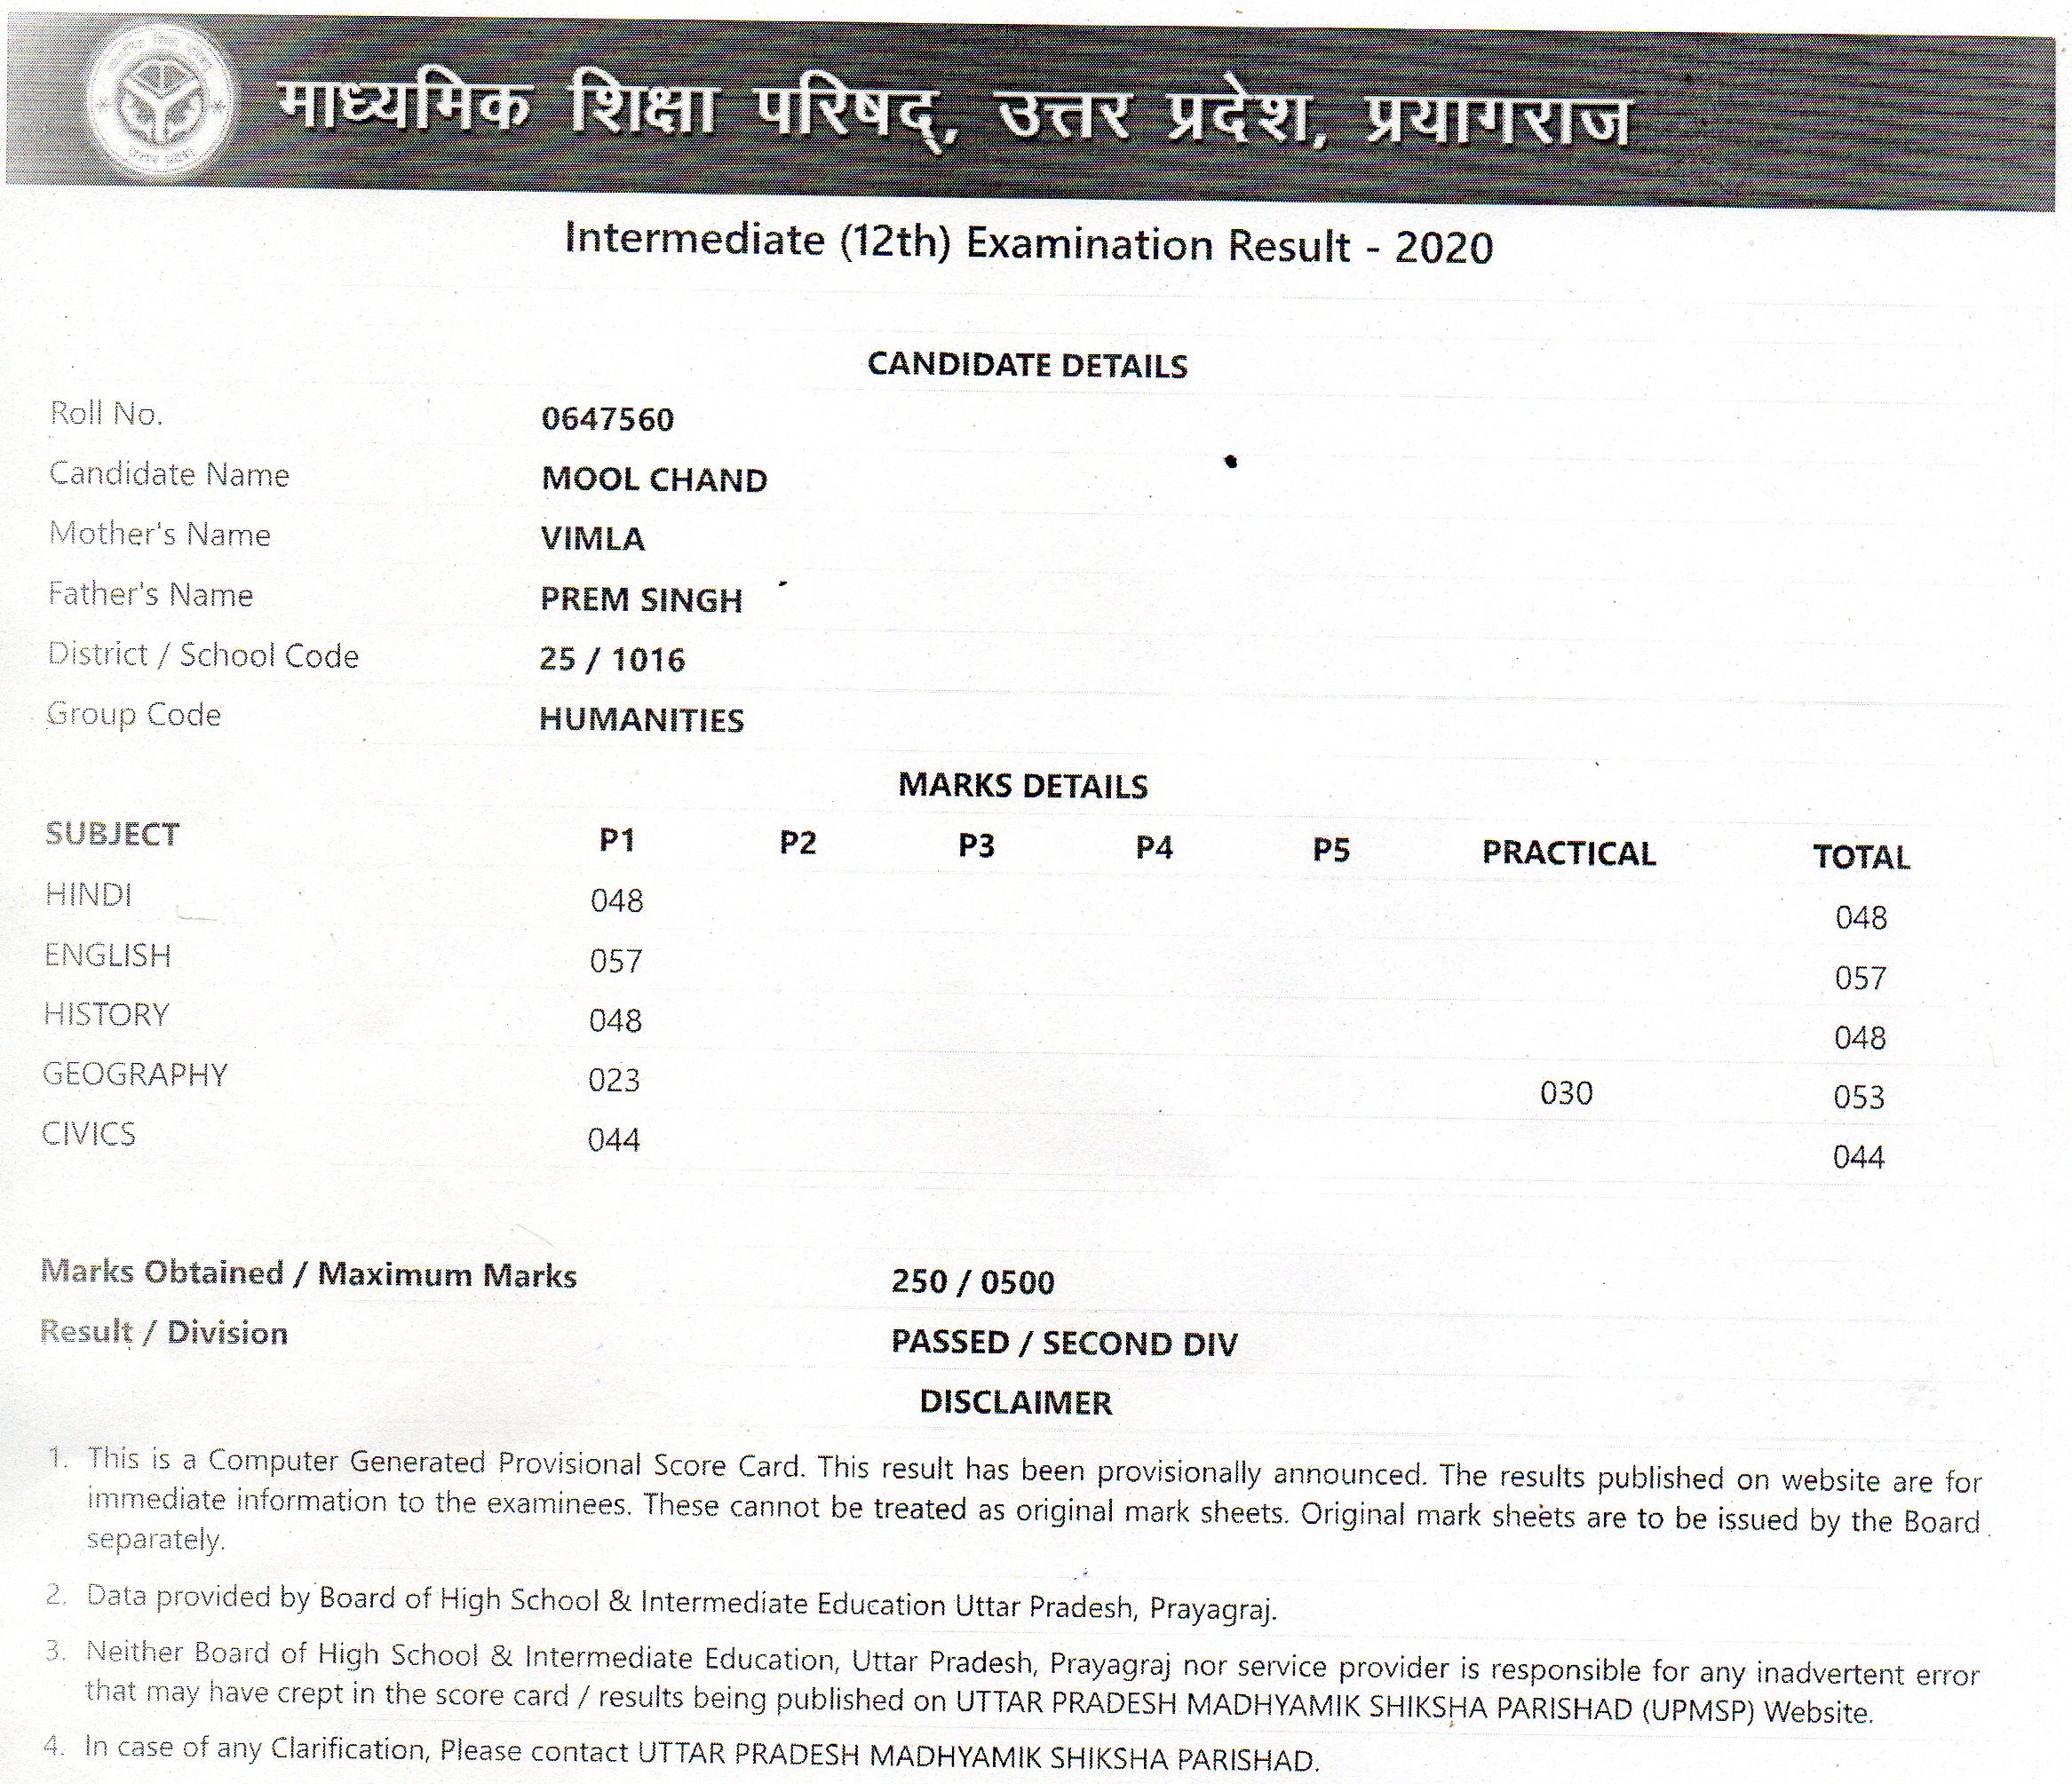 माध्यमिक शिक्षा परिषद्, उत्तर प्रदेश, प्रयागराज
Intermediate (12th) Examination Result - 2020
CANDIDATE DETAILS
Roll No. 0647560
Candidate Name MOOL CHAND
Mother's Name VIMLA
Father's Name PREM SINGH
District / School Code 25 / 1016
Group Code HUMANITIES
MARKS DETAILS
SUBJECT P1 P2 P3 P4 P5 PRACTICAL TOTAL
HINDI 048 048
ENGLISH 057 057
HISTORY 048 048
GEOGRAPHY 023 030 053
CIVICS 044 044
Marks Obtained / Maximum Marks 250 / 0500
Result / Division PASSED / SECOND DIV
DISCLAIMER
1. This is a Computer Generated Provisional Score Card. This result has been provisionally announced. The results published on website are for
immediate information to the examinees. These cannot be treated as original mark sheets. Original mark sheets are to be issued by the Board
separately.
2. Data provided by Board of High School & Intermediate Education Uttar Pradesh, Prayagraj.
3. Neither Board of High School & Intermediate Education, Uttar Pradesh, Prayagraj nor service provider is responsible for any inadvertent error
that may have crept in the score card / results being published on UTTAR PRADESH MADHYAMIK SHIKSHA PARISHAD (UPMSP) Website.
4. In case of any Clarification, Please contact UTTAR PRADESH MADHYAMIK SHIKSHA PARISHAD.